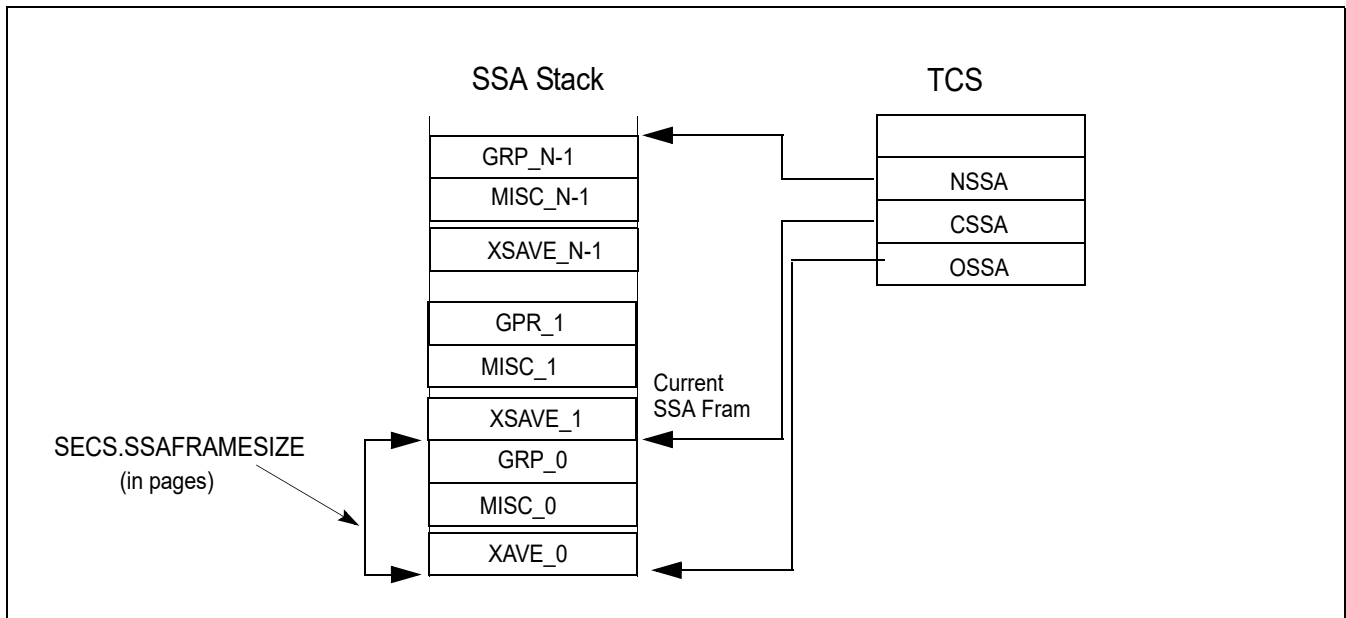 SSA Stack
TCS
GRP_N-1
MISC_N-1
XSAVE_N-1
GPR_1
MISC_1
XSAVE_1
GRP_0
MISC_0
XAVE_0
NSSA
CSSA
OSSA
Current
SSA Fram
SECS.SSAFRAMESIZE
(in pages)